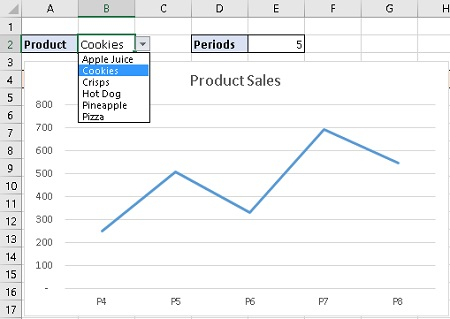 A B C D E F G H
1
2 Product Cookies Periods 5
Apple Juice
Cookies
Crisps
Hot Dog
Pineapple
Pizza
3
4 Product Sales
5 800
6
7 700
8 600
9 500
10
11 400
12 300
13 200
14
15 100
16 -
17 P4 P5 P6 P7 P8